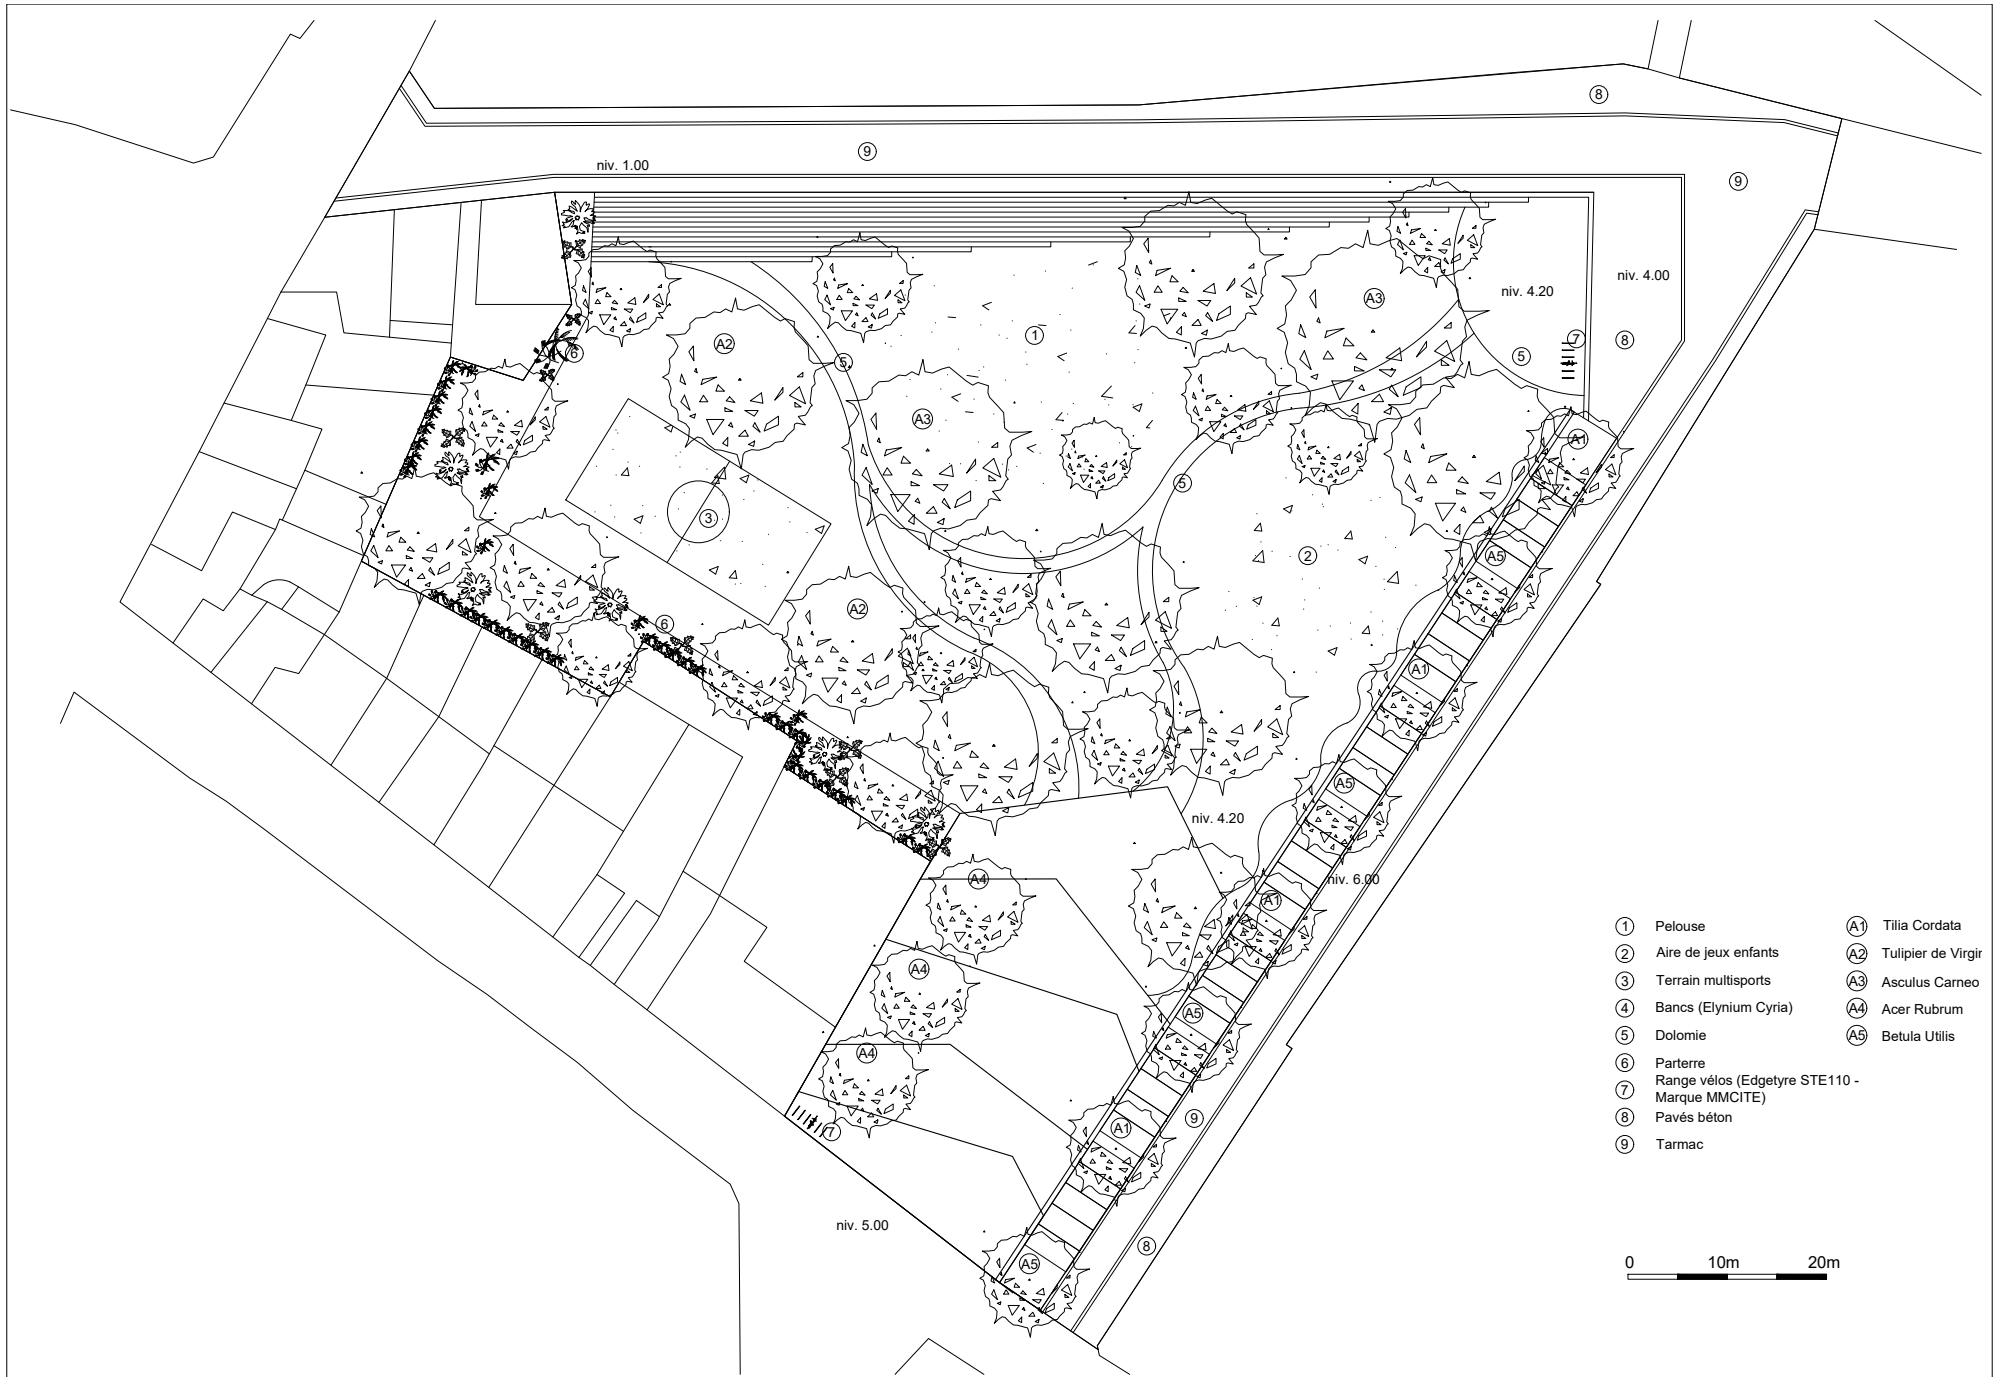 8
9
niv. 1.00
9
niv. 4.00
niv. 4.20
A3
1
7
8
A2
6
5
5
A3
A1
5
3
A5
2
A2
6
A1
A5
niv. 4.20
A4
niv. 6.00
A1
A4
A5
A4
9
A1
7
niv. 5.00
8
A5
1 Pelouse
2 Aire de jeux enfants
3 Terrain multisports
4 Bancs (Elynium Cyria)
5 Dolomie
6 Parterre
7 Range vélos (Edgetyre STE110 -
Marque MMCITE)
8 Pavés béton
9 Tarmac
A1 Tilia Cordata
A2 Tulipier de Virgin
A3 Asculus Carneo
A4 Acer Rubrum
A5 Betula Utilis
0 10m 20m